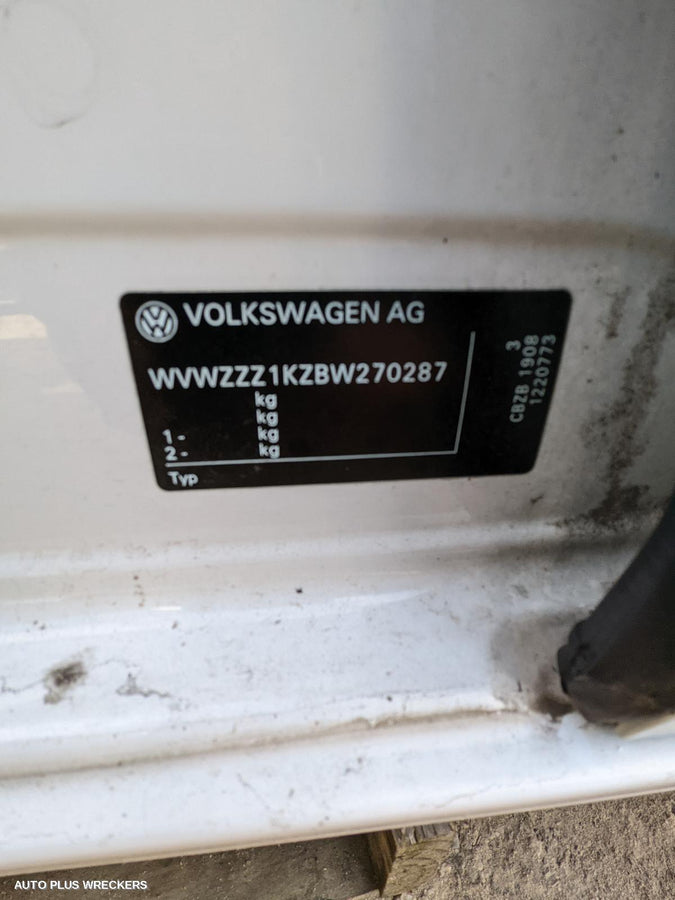 VOLKSWAGEN AG
WVWZZZ1KZBW270287
kg
kg
1 - kg
2 - kg
Typ
3
CBZB 1908
1220773
AUTO PLUS WRECKERS